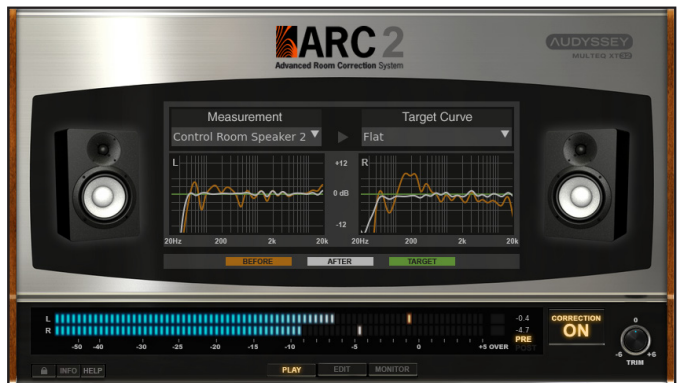 ARC 2
Advanced Room Correction System
AUDYSSEY
MULTEQ XT32
Measurement
Target Curve
Control Room Speaker 2
Flat
L
+12
R
0 dB
-12
20Hz 200 2k 20k
20Hz 200 2k 20k
BEFORE AFTER TARGET
L
-0.4
R
-4.7
PRE
POST
-50 -40 -30 -25 -20 -15 -10 -5 0 +5 OVER
CORRECTION
ON
0
-6 +6
TRIM
INFO HELP
PLAY EDIT MONITOR